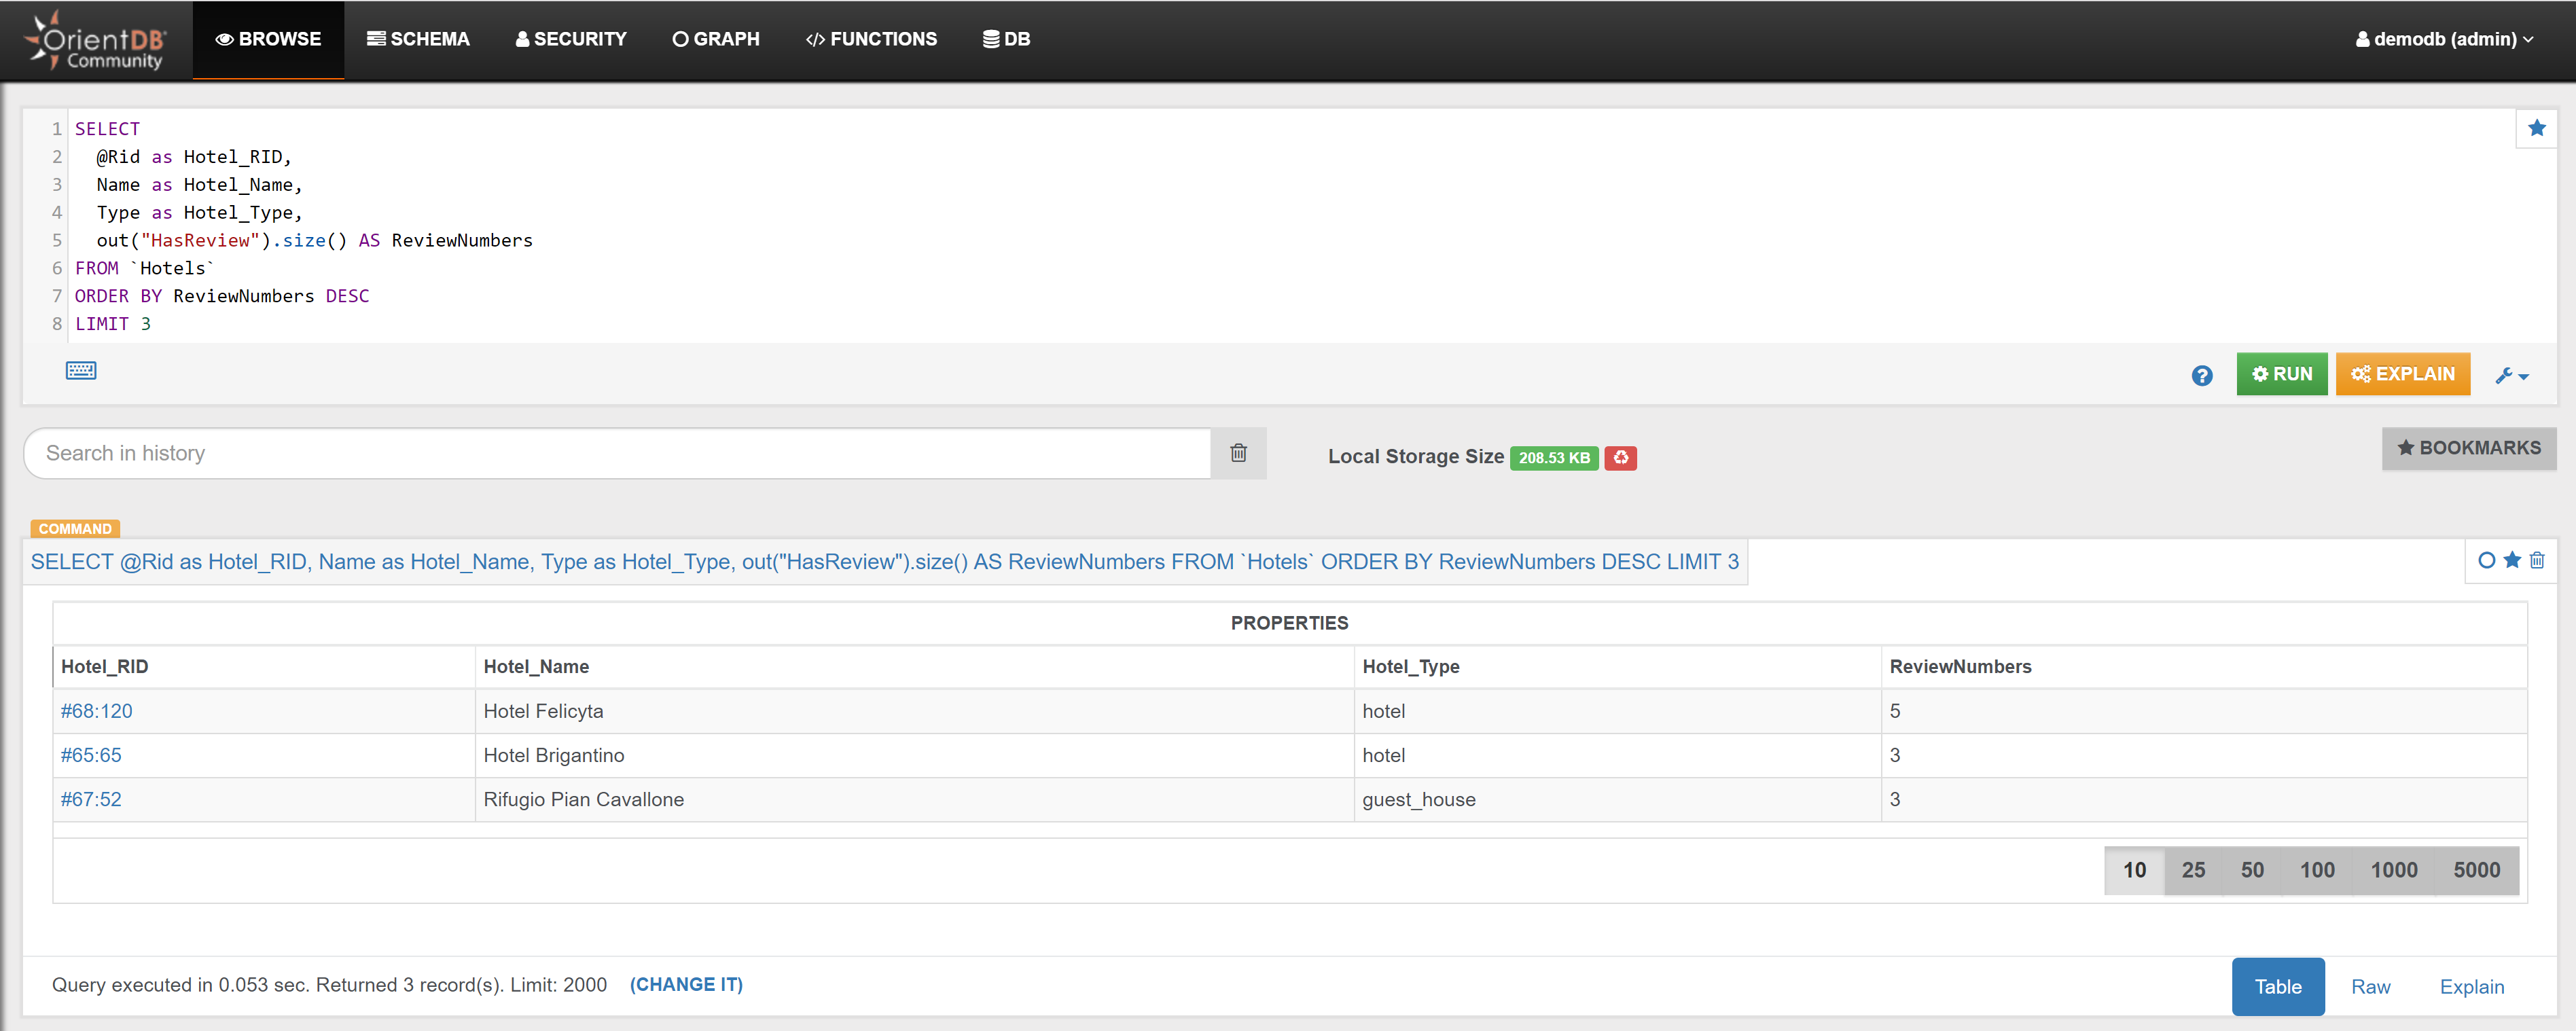 OrientDB
Community
BROWSE SCHEMA SECURITY GRAPH FUNCTIONS DB demodb (admin)
1 SELECT
2 @Rid as Hotel_RID,
3 Name as Hotel_Name,
4 Type as Hotel_Type,
5 out("HasReview").size() AS ReviewNumbers
6 FROM `Hotels`
7 ORDER BY ReviewNumbers DESC
8 LIMIT 3
RUN EXPLAIN
Search in history Local Storage Size 208.53 KB BOOKMARKS
COMMAND
SELECT @Rid as Hotel_RID, Name as Hotel_Name, Type as Hotel_Type, out("HasReview").size() AS ReviewNumbers FROM `Hotels` ORDER BY ReviewNumbers DESC LIMIT 3
PROPERTIES
Hotel_RID Hotel_Name Hotel_Type ReviewNumbers
#68:120 Hotel Felicyta hotel 5
#65:65 Hotel Brigantino hotel 3
#67:52 Rifugio Pian Cavallone guest_house 3
10 25 50 100 1000 5000
Query executed in 0.053 sec. Returned 3 record(s). Limit: 2000 (CHANGE IT) Table Raw Explain